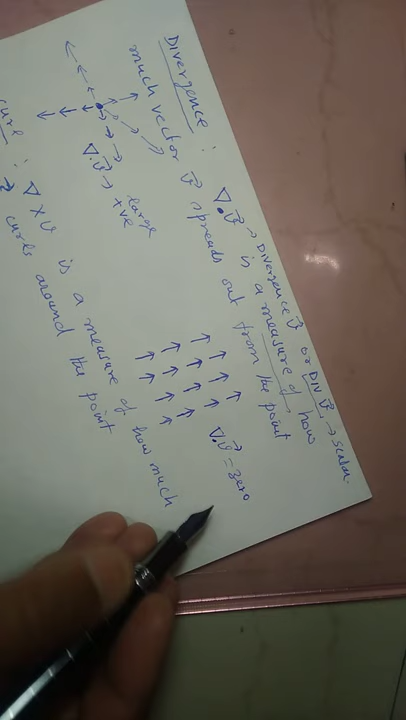 ∇·v⃗ → Divergence v⃗ or DIV v⃗ → scalar
Divergence : is a measure of how
much vector v⃗ spreads out from the point
∇·v⃗ → large +ve
∇·v⃗ = zero
curl : ∇ × v is a measure of how much
curls around the point